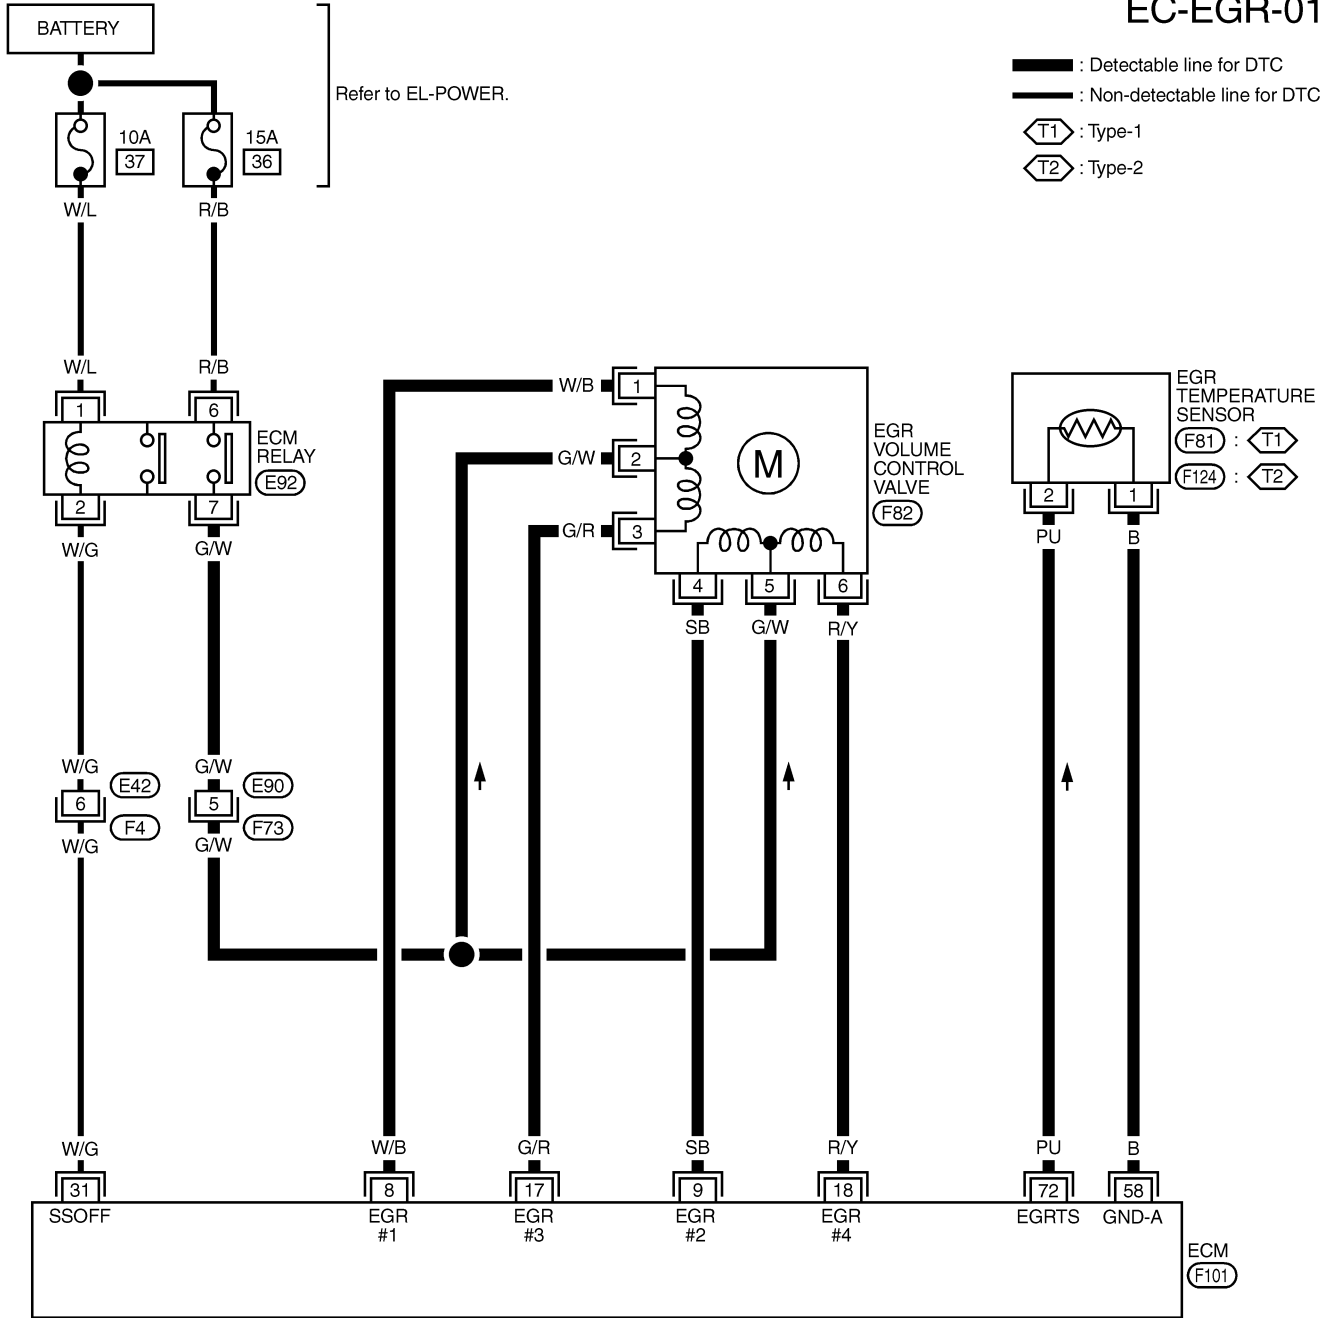 EC-EGR-01
BATTERY
: Detectable line for DTC
: Non-detectable line for DTC
T1 : Type-1
T2 : Type-2
Refer to EL-POWER.
10A
37
15A
36
W/L
R/B
W/L
R/B
1
6
ECM
RELAY
E92
2
7
W/G
G/W
W/B
1
G/W
2
G/R
3
M
EGR
VOLUME
CONTROL
VALVE
F82
4
5
6
SB
G/W
R/Y
EGR
TEMPERATURE
SENSOR
F81 : T1
F124 : T2
2
1
PU
B
W/G
G/W
6
E42
F4
5
E90
F73
W/G
G/W
W/G
W/B
G/R
SB
R/Y
PU
B
31
8
17
9
18
72
58
SSOFF
EGR
#1
EGR
#3
EGR
#2
EGR
#4
EGRTS
GND-A
ECM
F101